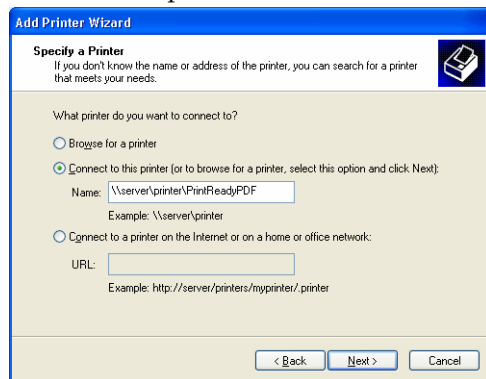 Add Printer Wizard
Specify a Printer
If you don't know the name or address of the printer, you can search for a printer
that meets your needs.
What printer do you want to connect to?
Browse for a printer
Connect to this printer (or to browse for a printer, select this option and click Next):
Name: \\server\printer\PrintReadyPDF
Example: \\server\printer
Connect to a printer on the Internet or on a home or office network:
URL:
Example: http://server/printers/myprinter/.printer
< Back Next > Cancel